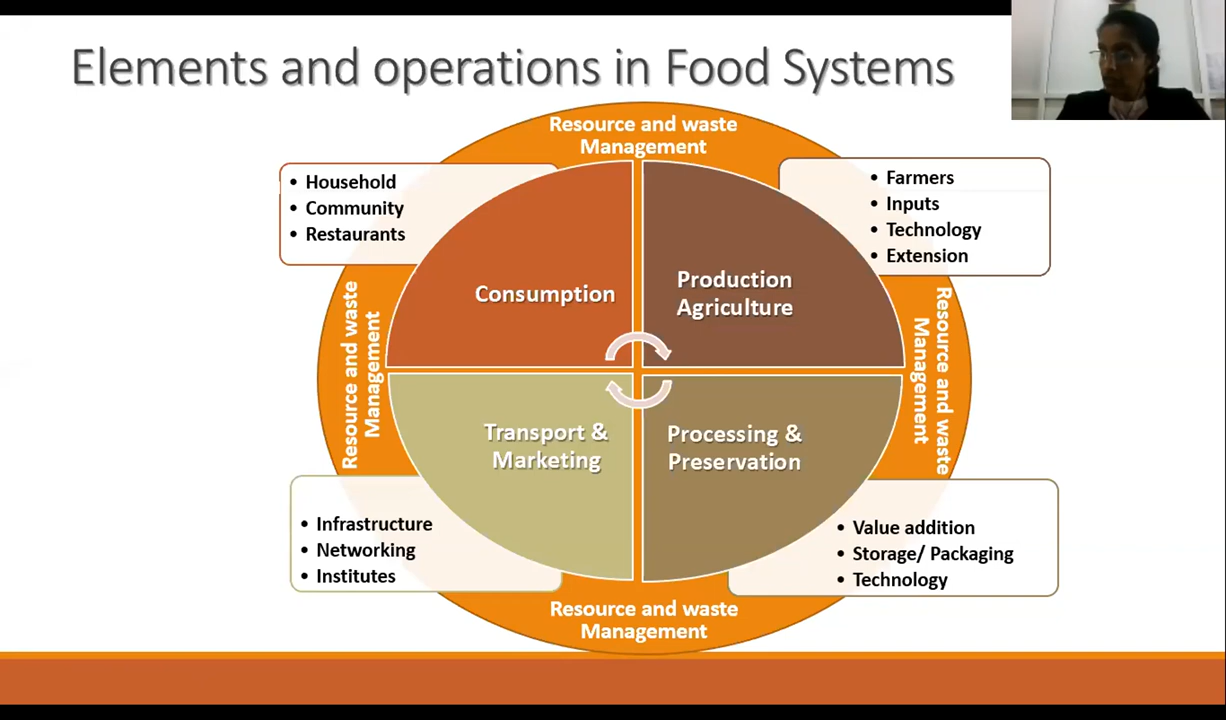 Elements and operations in Food Systems
Resource and waste
Management
• Household
• Community
• Restaurants
• Farmers
• Inputs
• Technology
• Extension
Consumption
Production
Agriculture
Resource and waste
Management
Resource and waste
Management
Transport &
Marketing
Processing &
Preservation
• Infrastructure
• Networking
• Institutes
• Value addition
• Storage/ Packaging
• Technology
Resource and waste
Management